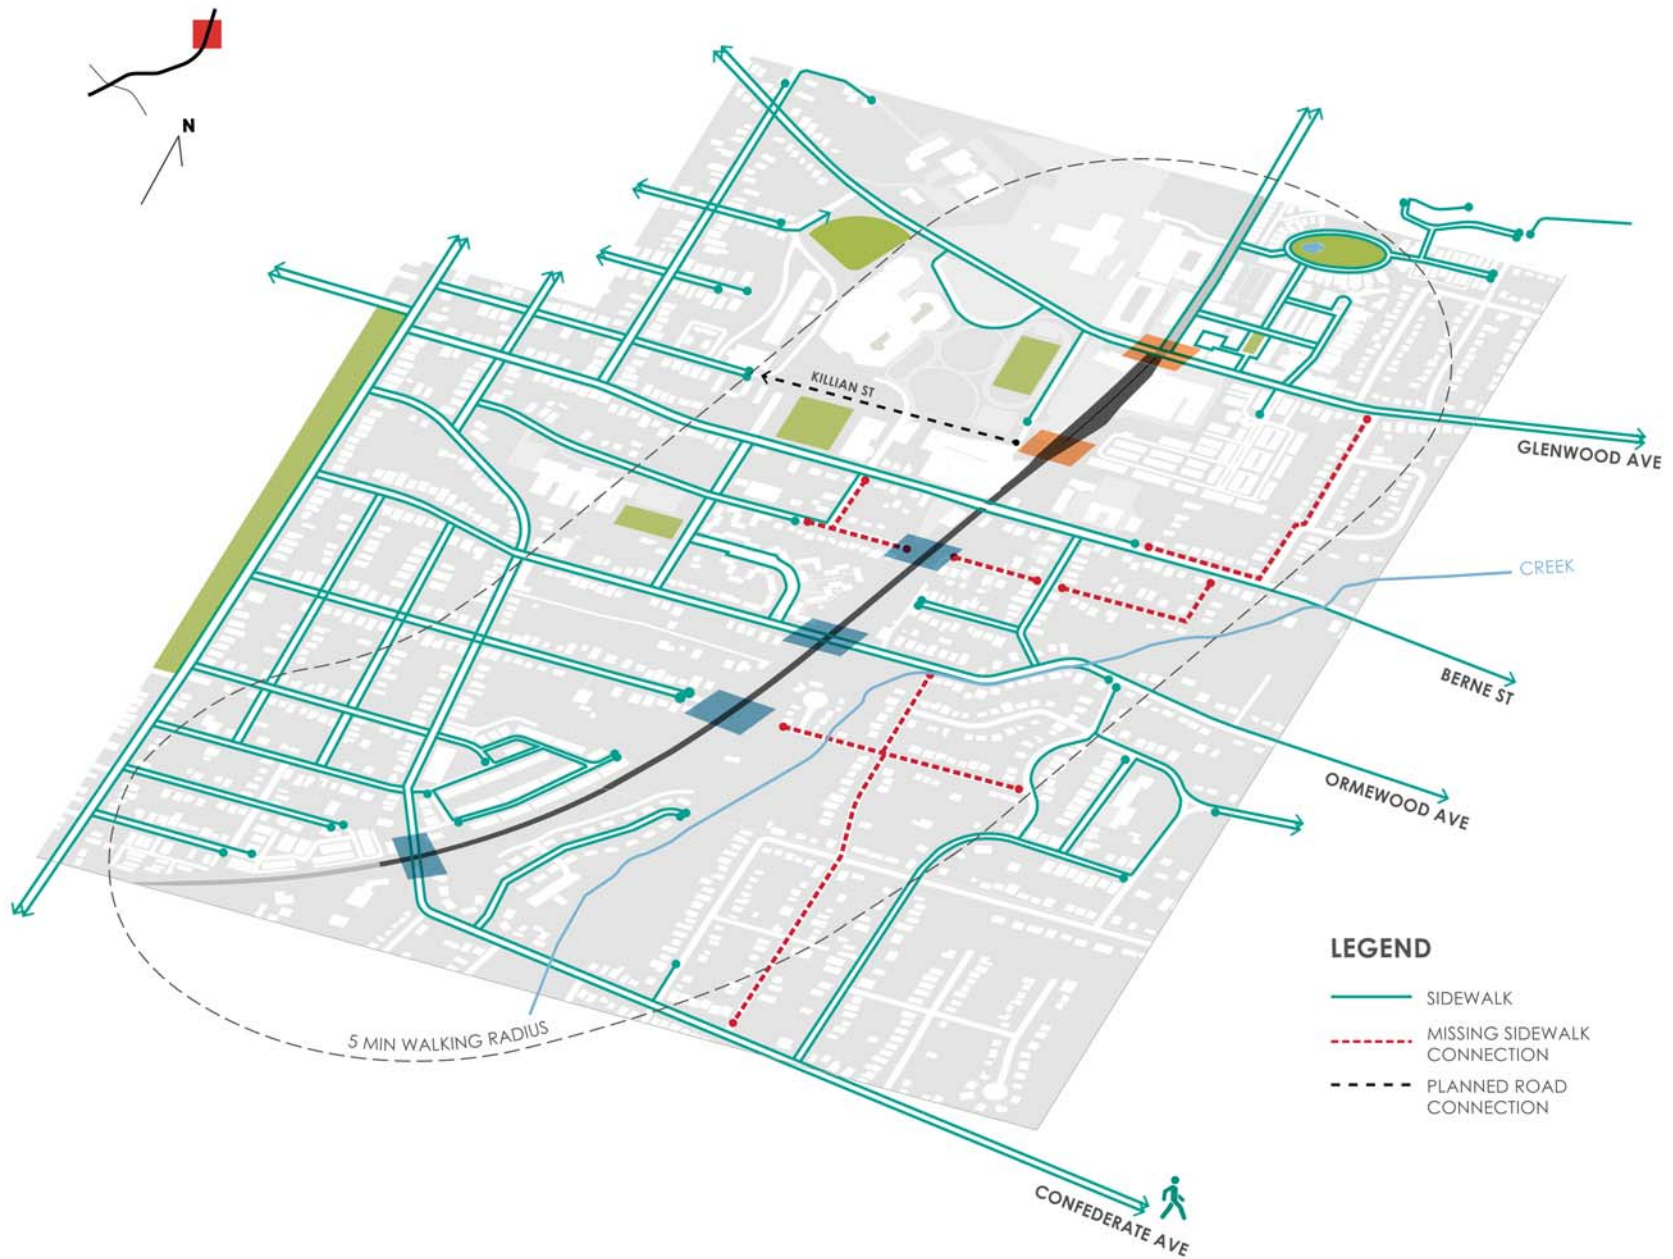 N
KILLIAN ST
GLENWOOD AVE
CREEK
BERNE ST
ORMEWOOD AVE
5 MIN WALKING RADIUS
CONFEDERATE AVE
LEGEND
SIDEWALK
MISSING SIDEWALK
CONNECTION
PLANNED ROAD
CONNECTION